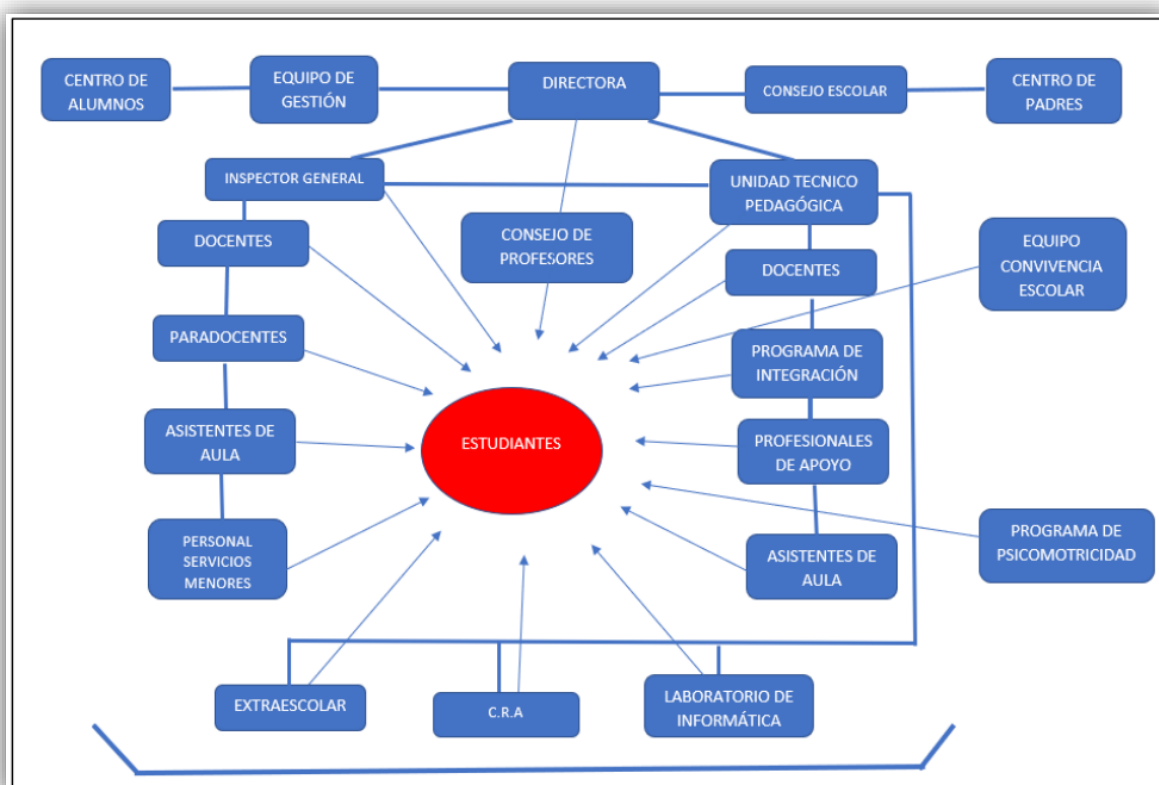 CENTRO DE
ALUMNOS
EQUIPO DE
GESTIÓN
DIRECTORA
CONSEJO ESCOLAR
CENTRO DE
PADRES
INSPECTOR GENERAL
UNIDAD TECNICO
PEDAGÓGICA
DOCENTES
CONSEJO DE
PROFESORES
DOCENTES
EQUIPO
CONVIVENCIA
ESCOLAR
PARADOCENTES
PROGRAMA DE
INTEGRACIÓN
ASISTENTES DE
AULA
ESTUDIANTES
PROFESIONALES
DE APOYO
PERSONAL
SERVICIOS
MENORES
ASISTENTES DE
AULA
PROGRAMA DE
PSICOMOTRICIDAD
EXTRAESCOLAR
C.R.A
LABORATORIO DE
INFORMÁTICA